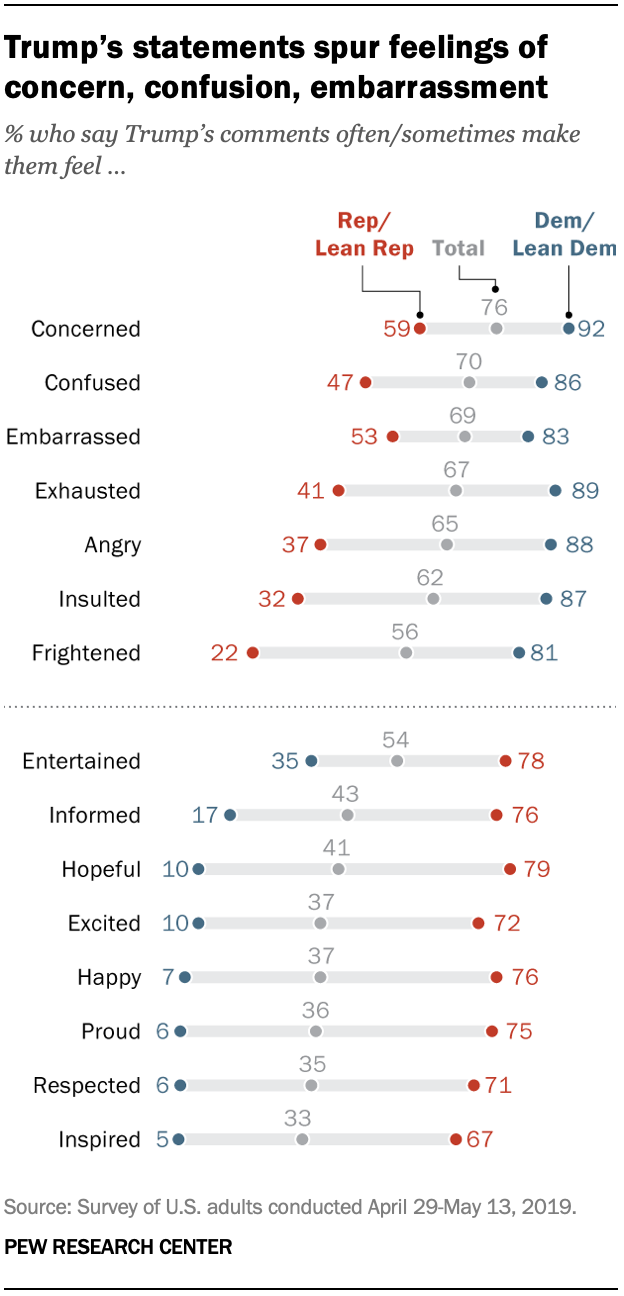 Trump's statements spur feelings of
concern, confusion, embarrassment
% who say Trump's comments often/sometimes make
them feel ...
Rep/
Lean Rep
Total
Dem/
Lean Dem
Concerned 59 76 92
Confused 47 70 86
Embarrassed 53 69 83
Exhausted 41 67 89
Angry 37 65 88
Insulted 32 62 87
Frightened 22 56 81
Entertained 35 54 78
Informed 17 43 76
Hopeful 10 41 79
Excited 10 37 72
Happy 7 37 76
Proud 6 36 75
Respected 6 35 71
Inspired 5 33 67
Source: Survey of U.S. adults conducted April 29-May 13, 2019.
PEW RESEARCH CENTER